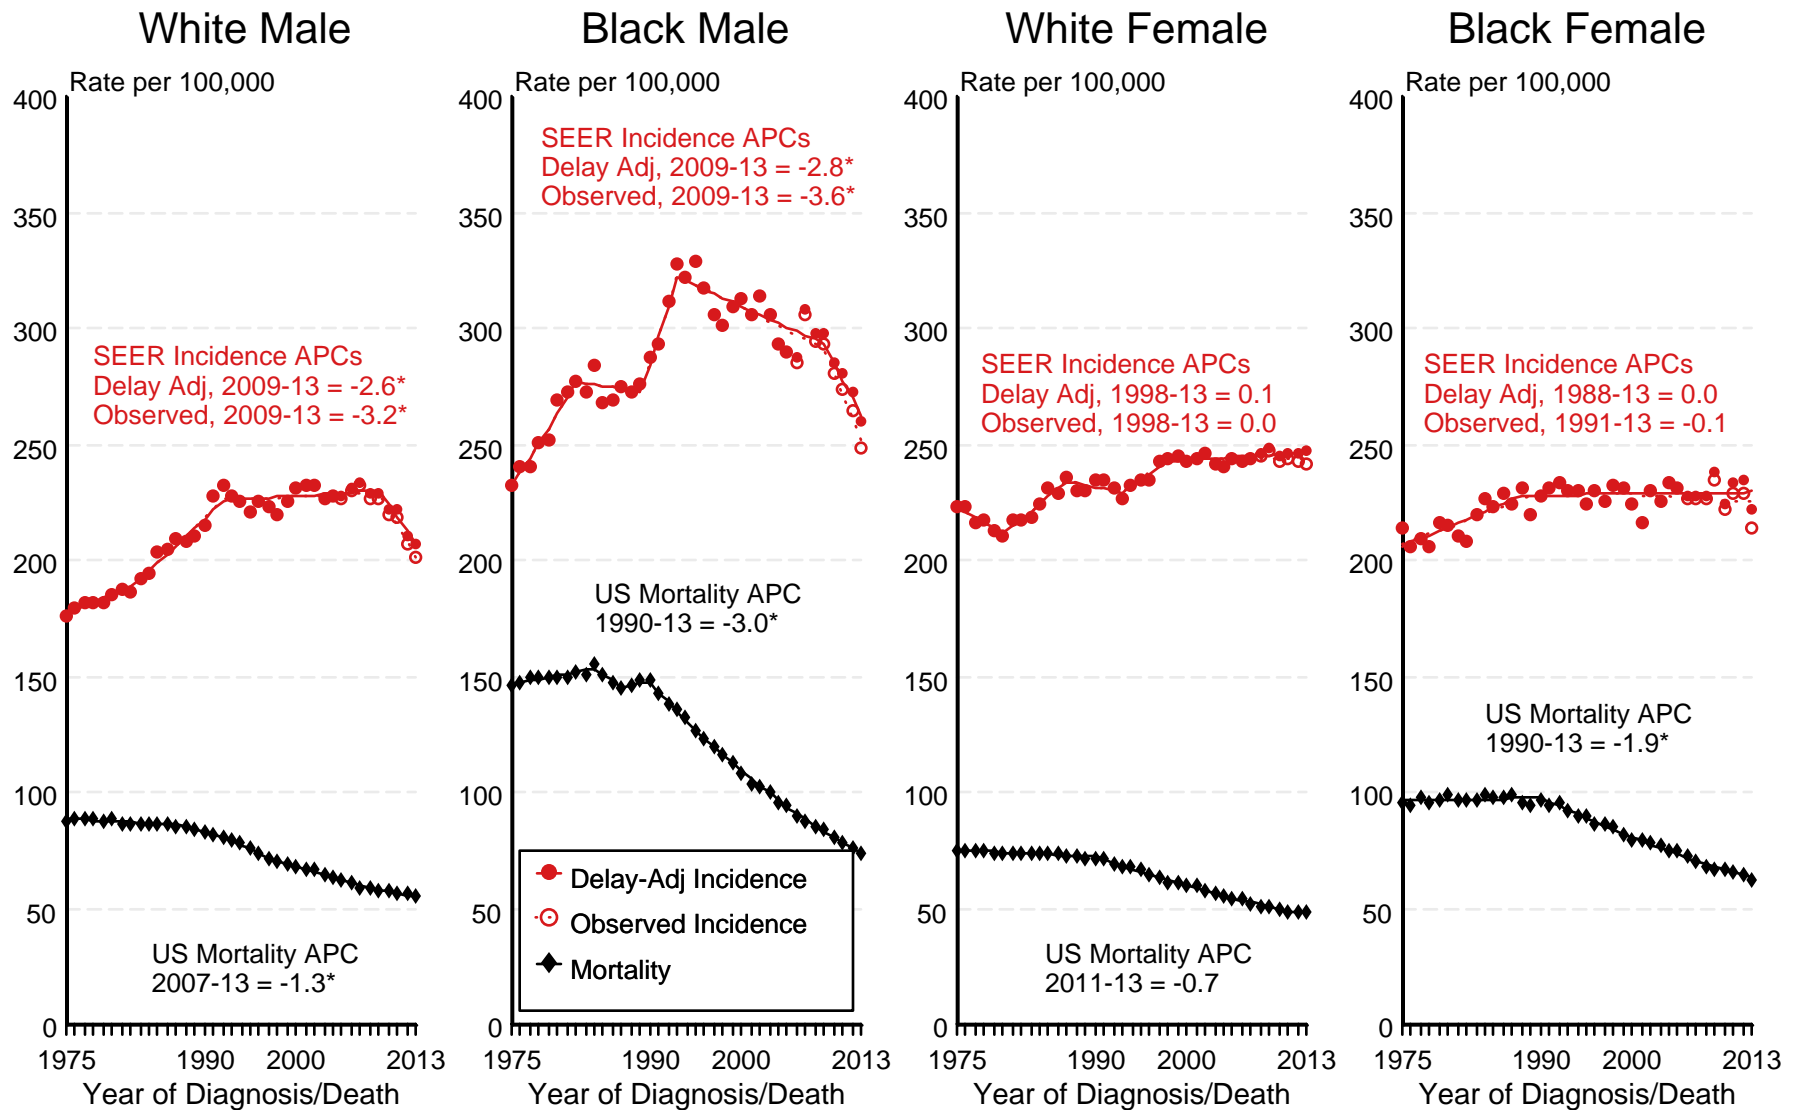 White Male
Rate per 100,000
400
350
300
250
200
150
100
50
0
SEER Incidence APCs
Delay Adj, 2009-13 = -2.6*
Observed, 2009-13 = -3.2*
US Mortality APC
2007-13 = -1.3*
1975 1990 2000 2013
Year of Diagnosis/Death
Black Male
Rate per 100,000
400
350
300
250
200
150
100
50
0
SEER Incidence APCs
Delay Adj, 2009-13 = -2.8*
Observed, 2009-13 = -3.6*
US Mortality APC
1990-13 = -3.0*
Delay-Adj Incidence
Observed Incidence
Mortality
1975 1990 2000 2013
Year of Diagnosis/Death
White Female
Rate per 100,000
400
350
300
250
200
150
100
50
0
SEER Incidence APCs
Delay Adj, 1998-13 = 0.1
Observed, 1998-13 = 0.0
US Mortality APC
2011-13 = -0.7
1975 1990 2000 2013
Year of Diagnosis/Death
Black Female
Rate per 100,000
400
350
300
250
200
150
100
50
0
SEER Incidence APCs
Delay Adj, 1988-13 = 0.0
Observed, 1991-13 = -0.1
US Mortality APC
1990-13 = -1.9*
1975 1990 2000 2013
Year of Diagnosis/Death